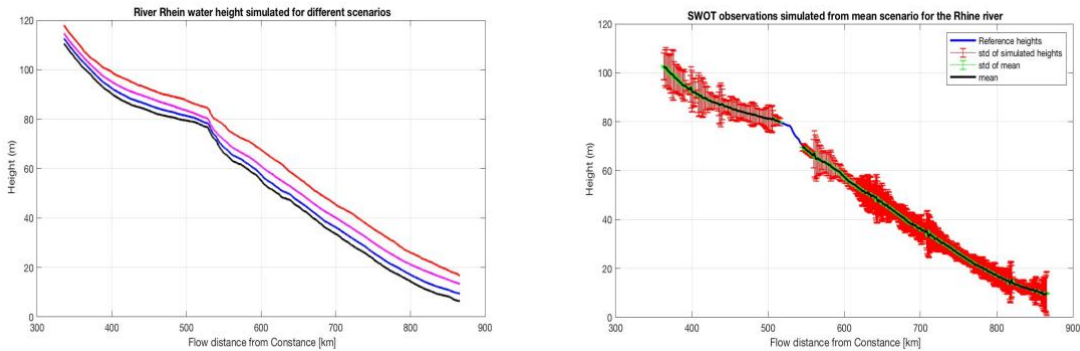 River Rhein water height simulated for different scenarios
120
100
80
60
40
20
0
Height (m)
300 400 500 600 700 800 900
Flow distance from Constance [km]
SWOT observations simulated from mean scenario for the Rhine river
120
100
80
60
40
20
0
Height (m)
300 400 500 600 700 800 900
Flow distance from Constance [km]
Reference heights
std of simulated heights
std of mean
mean